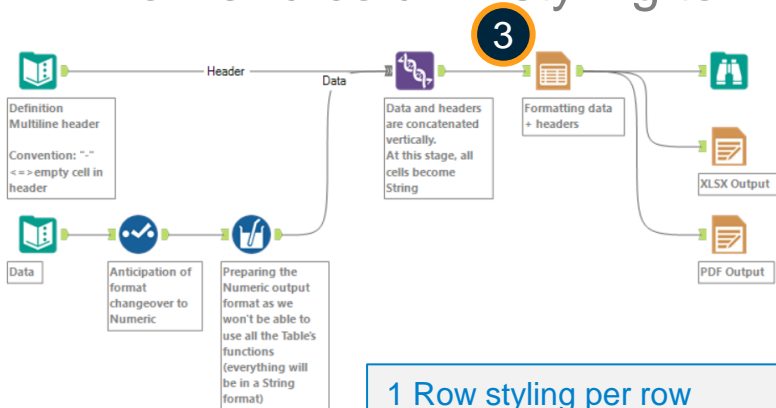 3
Header
Data
Definition
Multiline header
Convention: "-"
<=>empty cell in
header
Data and headers
are concatenated
vertically.
At this stage, all
cells become
String
Formatting data
+ headers
XLSX Output
Data
Anticipation of
format
changeover to
Numeric
Preparing the
Numeric output
format as we
won't be able to
use all the Table's
functions
(everything will
be in a String
format)
PDF Output
1 Row styling per row